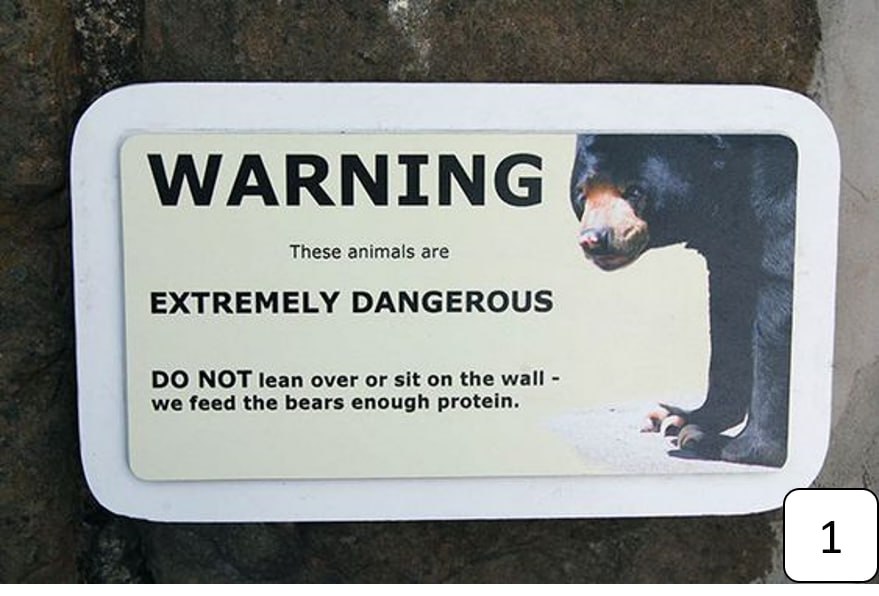 WARNING
These animals are
EXTREMELY DANGEROUS
DO NOT lean over or sit on the wall -
we feed the bears enough protein.
1